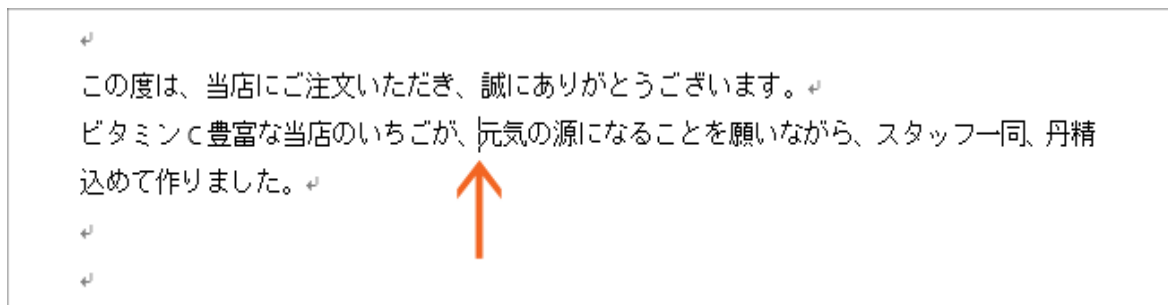 この度は、当店にご注文いただき、誠にありがとうございます。
ビタミンC豊富な当店のいちごが、元気の源になることを願いながら、スタッフ一同、丹精
込めて作りました。